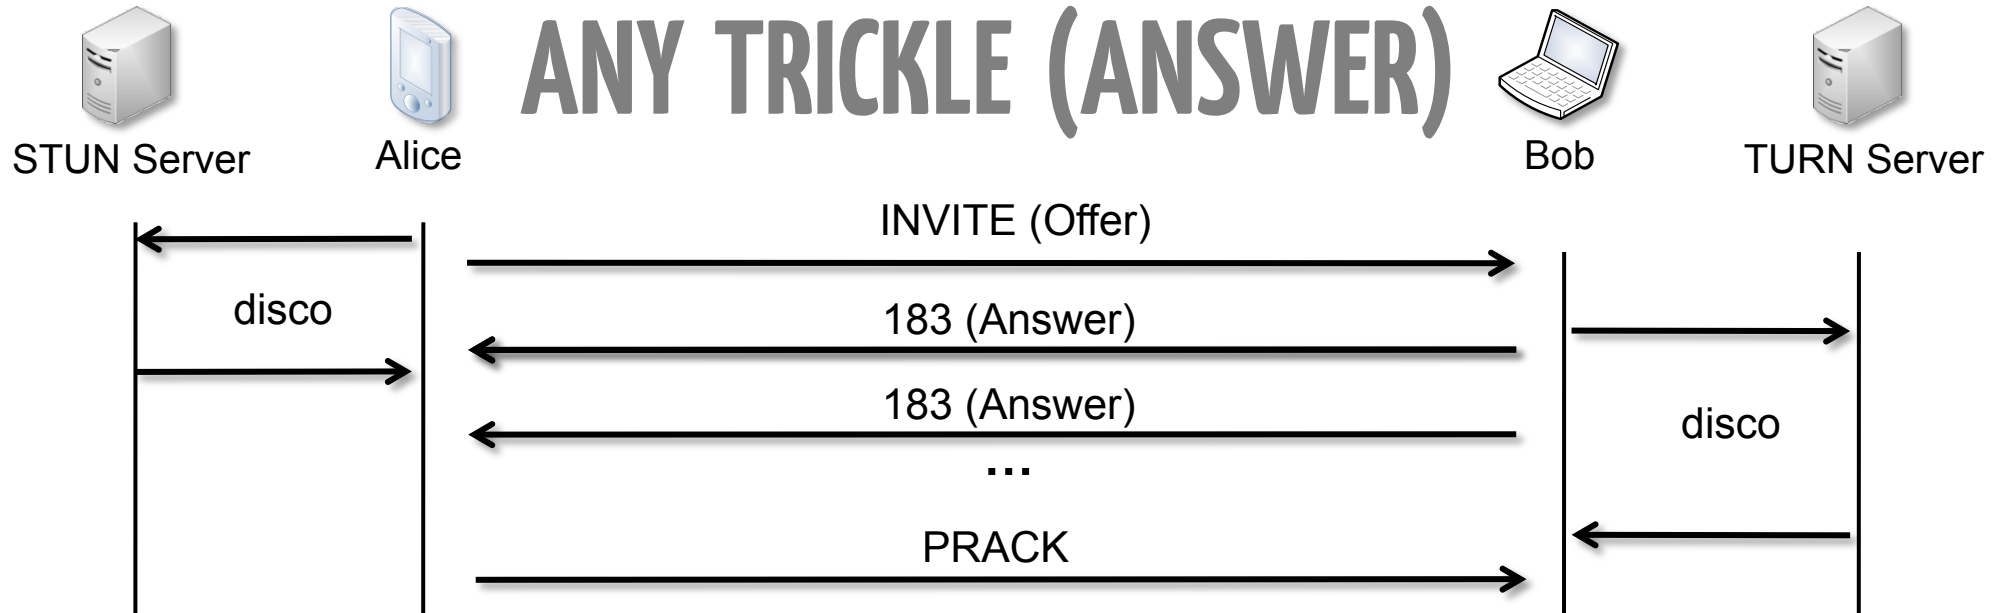 ANY TRICKLE (ANSWER)
STUN Server
Alice
Bob
TURN Server
INVITE (Offer)
disco
183 (Answer)
183 (Answer)
disco
...
PRACK